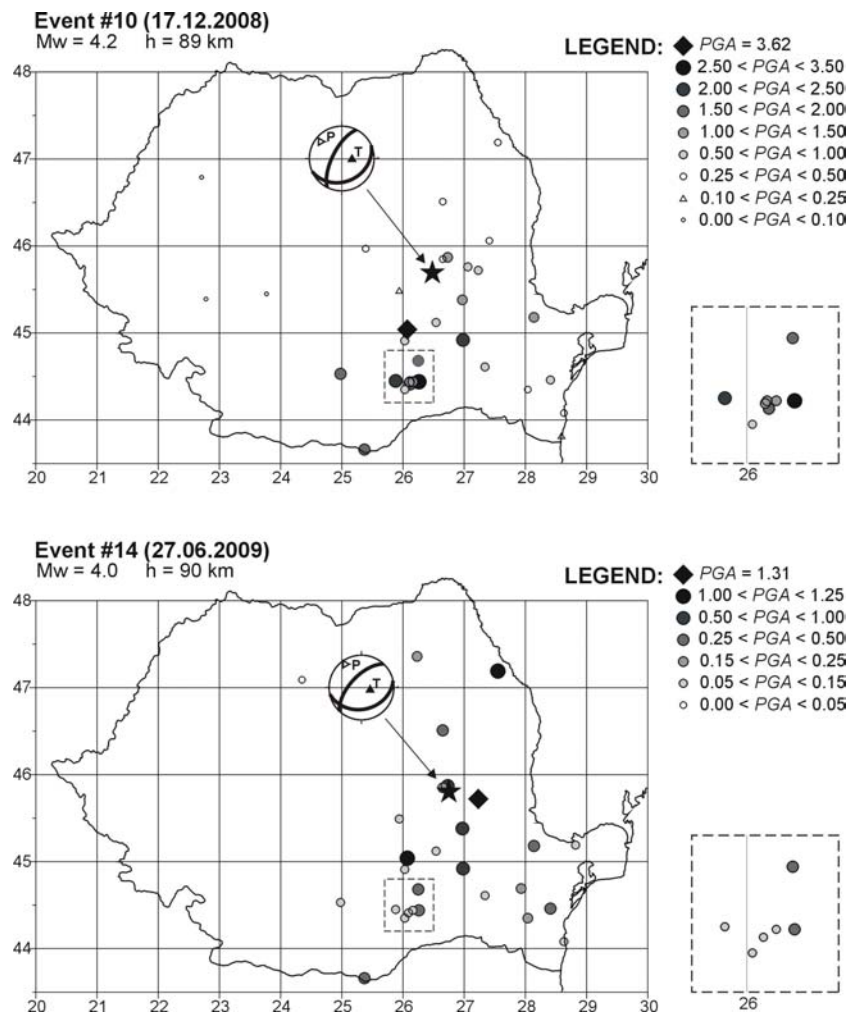 Event #10 (17.12.2008)
Mw = 4.2 h = 89 km
LEGEND:
PGA = 3.62
2.50 < PGA < 3.50
2.00 < PGA < 2.50
1.50 < PGA < 2.00
1.00 < PGA < 1.50
0.50 < PGA < 1.00
0.25 < PGA < 0.50
0.10 < PGA < 0.25
0.00 < PGA < 0.10
48
47
46
45
44
P
T
20 21 22 23 24 25 26 27 28 29 30
26
Event #14 (27.06.2009)
Mw = 4.0 h = 90 km
LEGEND:
PGA = 1.31
1.00 < PGA < 1.25
0.50 < PGA < 1.00
0.25 < PGA < 0.50
0.15 < PGA < 0.25
0.05 < PGA < 0.15
0.00 < PGA < 0.05
48
47
46
45
44
P
T
20 21 22 23 24 25 26 27 28 29 30
26